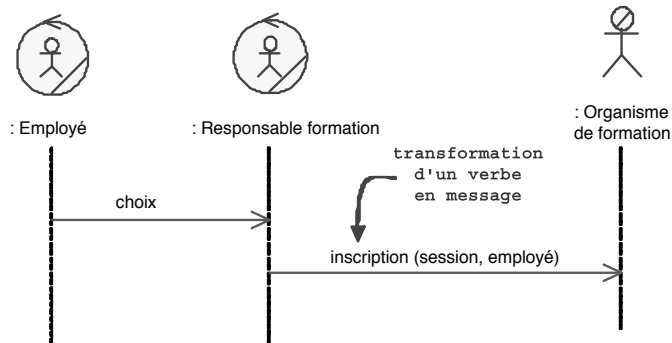 : Employé
: Responsable formation
: Organisme
de formation
transformation
d'un verbe
en message
choix
inscription (session, employé)